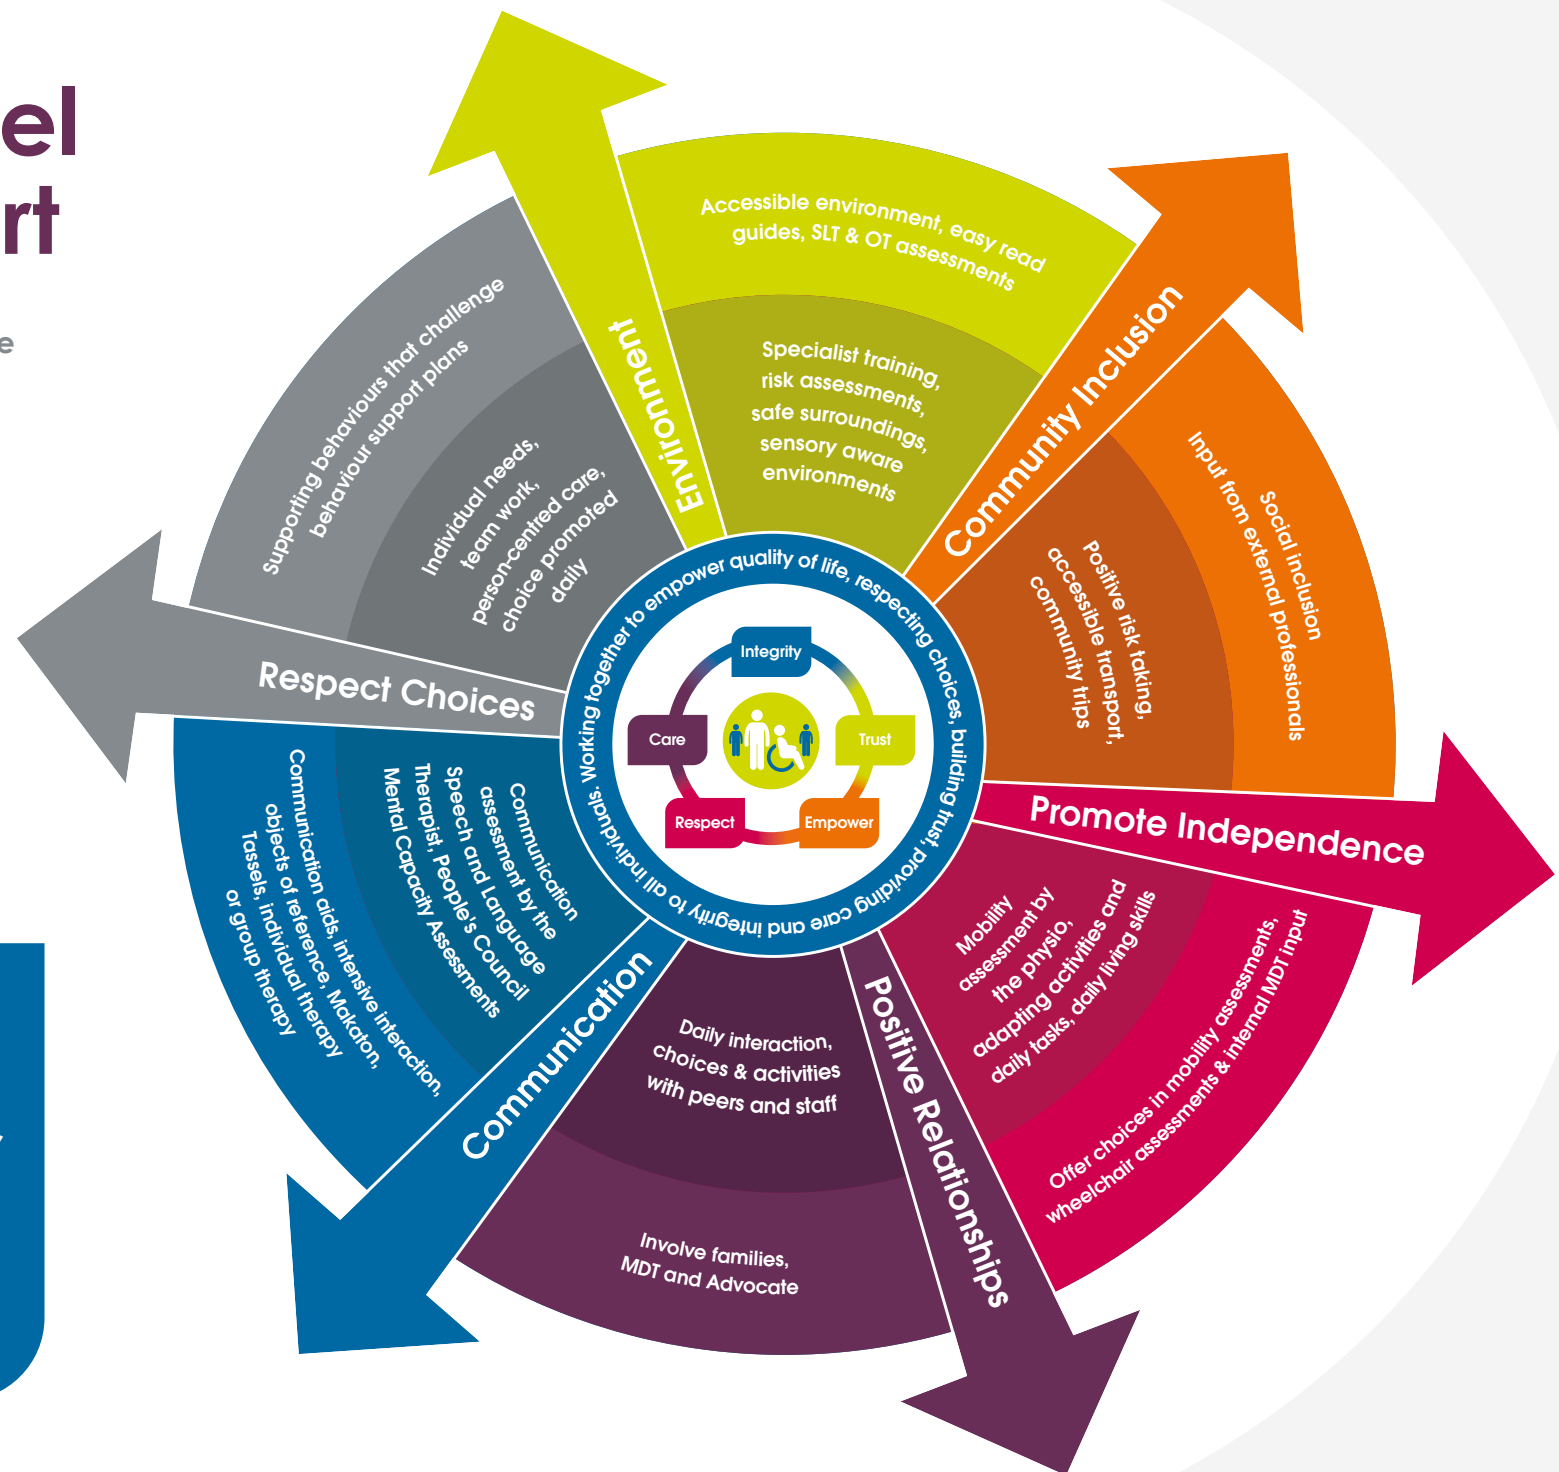 el
rt
e
Environment
Accessible environment, easy read
guides, SLT & OT assessments
Specialist training,
risk assessments,
safe surroundings,
sensory aware
environments
Community Inclusion
Social inclusion
Input from external professionals
Positive risk taking,
accessible transport,
community trips
Promote Independence
Mobility
assessment by
the physio,
adapting activities and
daily tasks, daily living skills
Offer choices in mobility assessments,
wheelchair assessments & internal MDT input
Positive Relationships
Daily interaction,
choices & activities
with peers and staff
Involve families,
MDT and Advocate
Communication
Communication
assessment by the
Speech and Language
Therapist, People's Council
Mental Capacity Assessments
Communication aids, intensive interaction,
objects of reference, Makaton,
Tassels, individual therapy
or group therapy
Respect Choices
Supporting behaviours that challenge
behaviour support plans
Individual needs,
team work,
person-centred care,
choice promoted
daily
Working together to empower quality of life, respecting choices, building trust, providing care and integrity to all individuals.
Integrity
Trust
Empower
Respect
Care